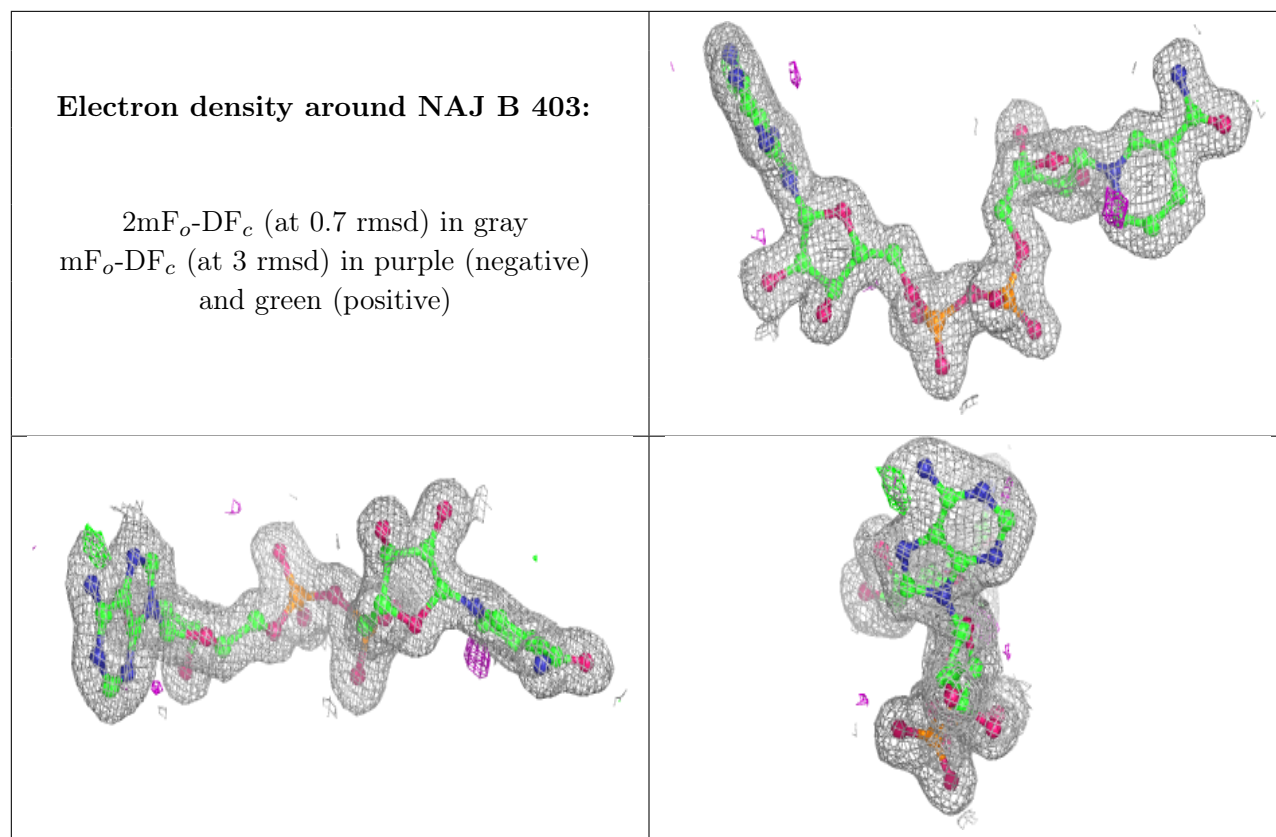 Electron density around NAJ B 403:
2mFo-DFc (at 0.7 rmsd) in gray
mFo-DFc (at 3 rmsd) in purple (negative)
and green (positive)